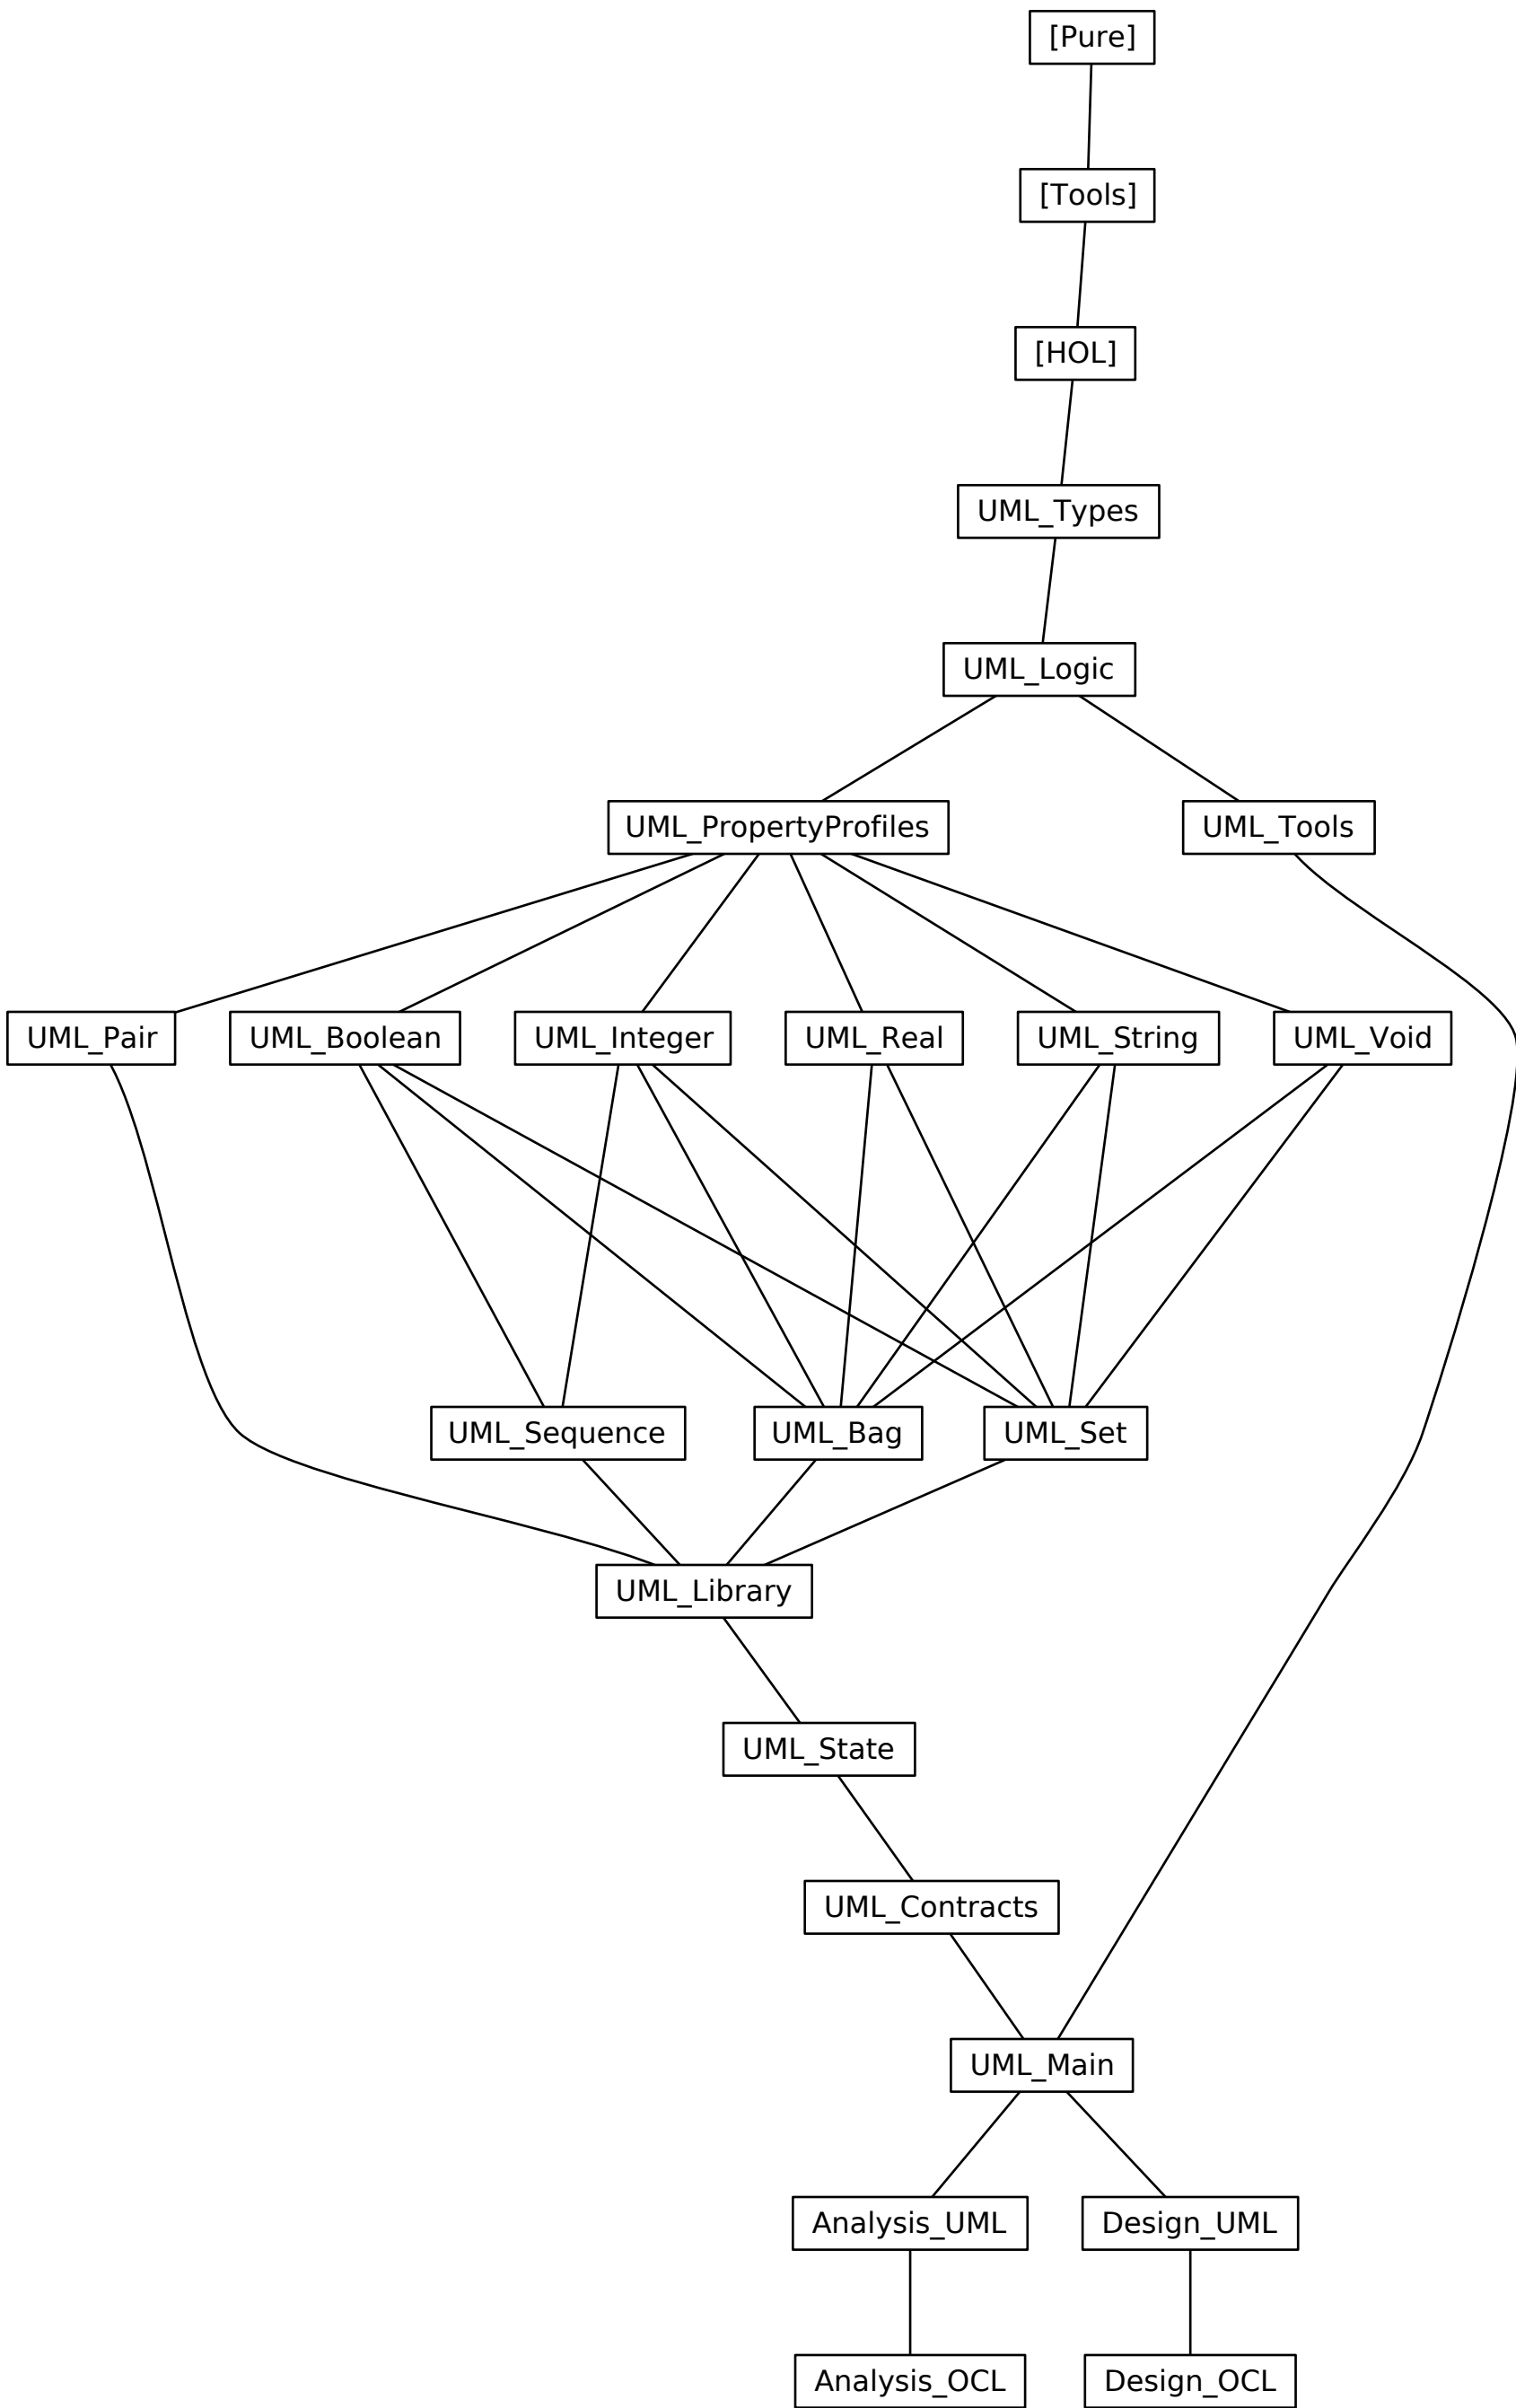 [Pure]
[Tools]
[HOL]
UML_Types
UML_Logic
UML_PropertyProfiles
UML_Tools
UML_Pair
UML_Boolean
UML_Integer
UML_Real
UML_String
UML_Void
UML_Sequence
UML_Bag
UML_Set
UML_Library
UML_State
UML_Contracts
UML_Main
Analysis_UML
Design_UML
Analysis_OCL
Design_OCL